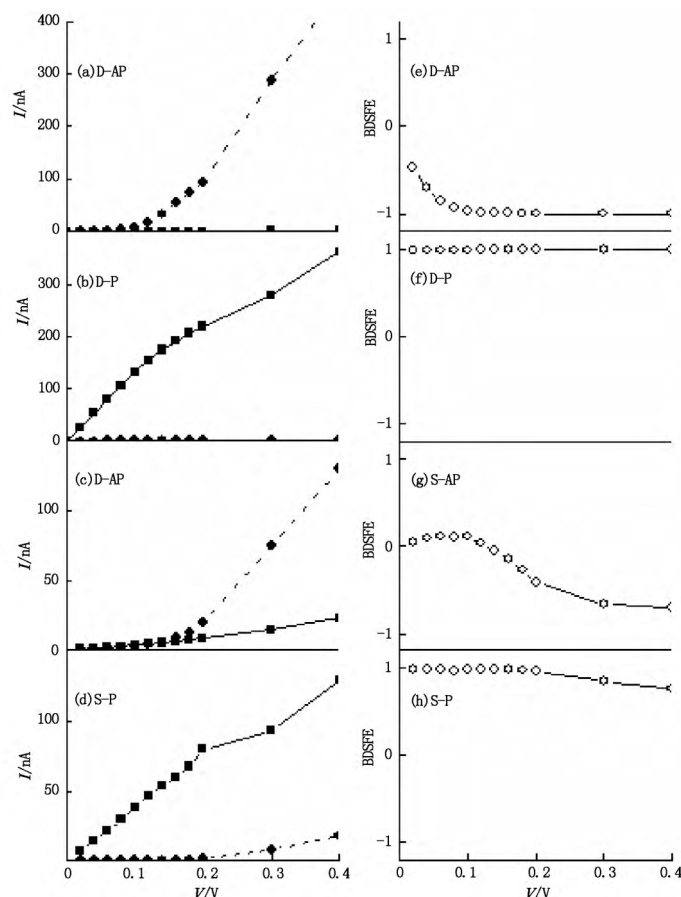 400
300
200
100
0
I/nA
(a)D-AP
1
0
-1
BDSFE
(e)D-AP
300
200
100
0
I/nA
(b)D-P
1
0
-1
BDSFE
(f)D-P
100
50
0
I/nA
(c)D-AP
1
0
-1
BDSFE
(g)S-AP
100
50
I/nA
(d)S-P
1
0
-1
BDSFE
(h)S-P
0 0.1 0.2 0.3 0.4
V/V
0 0.1 0.2 0.3 0.4
V/V